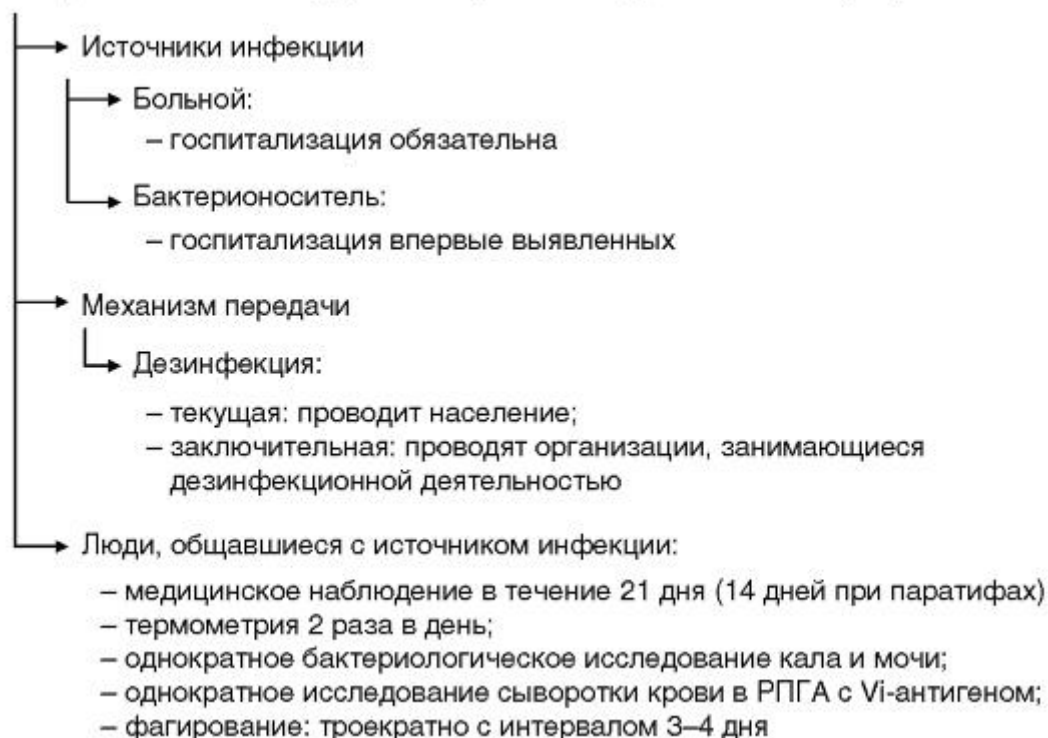 Источники инфекции
Больной:
– госпитализация обязательна
Бактерионоситель:
– госпитализация впервые выявленных
Механизм передачи
Дезинфекция:
– текущая: проводит население;
– заключительная: проводят организации, занимающиеся
дезинфекционной деятельностью
Люди, общавшиеся с источником инфекции:
– медицинское наблюдение в течение 21 дня (14 дней при паратифах)
– термометрия 2 раза в день;
– однократное бактериологическое исследование кала и мочи;
– однократное исследование сыворотки крови в РПГА с Vi-антигеном;
– фагирование: троекратно с интервалом 3–4 дня